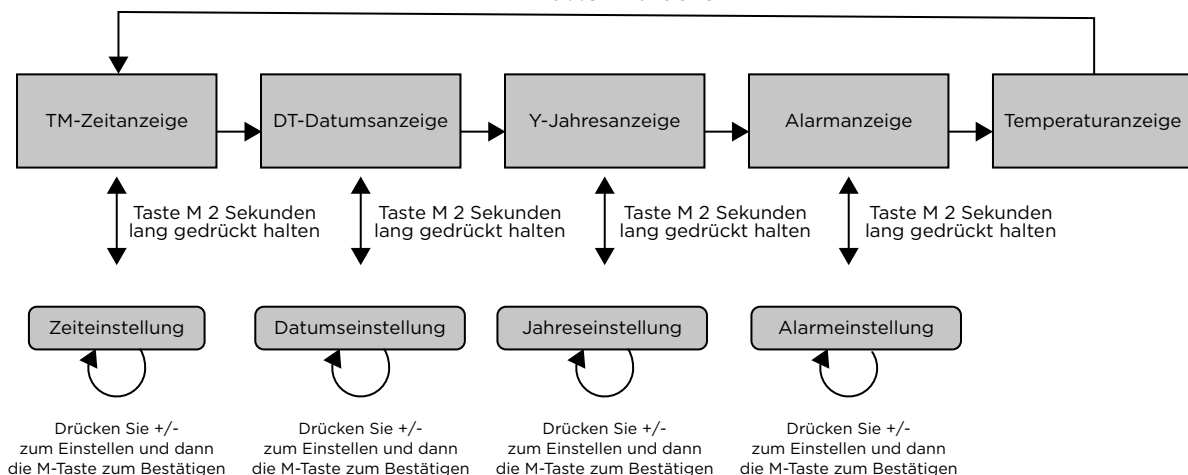 TM-Zeitanzeige
DT-Datumsanzeige
Y-Jahresanzeige
Alarmanzeige
Temperaturanzeige
Taste M 2 Sekunden
lang gedrückt halten
Taste M 2 Sekunden
lang gedrückt halten
Taste M 2 Sekunden
lang gedrückt halten
Taste M 2 Sekunden
lang gedrückt halten
Zeiteinstellung
Datumseinstellung
Jahreseinstellung
Alarmeinstellung
Drücken Sie +/-
zum Einstellen und dann
die M-Taste zum Bestätigen
Drücken Sie +/-
zum Einstellen und dann
die M-Taste zum Bestätigen
Drücken Sie +/-
zum Einstellen und dann
die M-Taste zum Bestätigen
Drücken Sie +/-
zum Einstellen und dann
die M-Taste zum Bestätigen